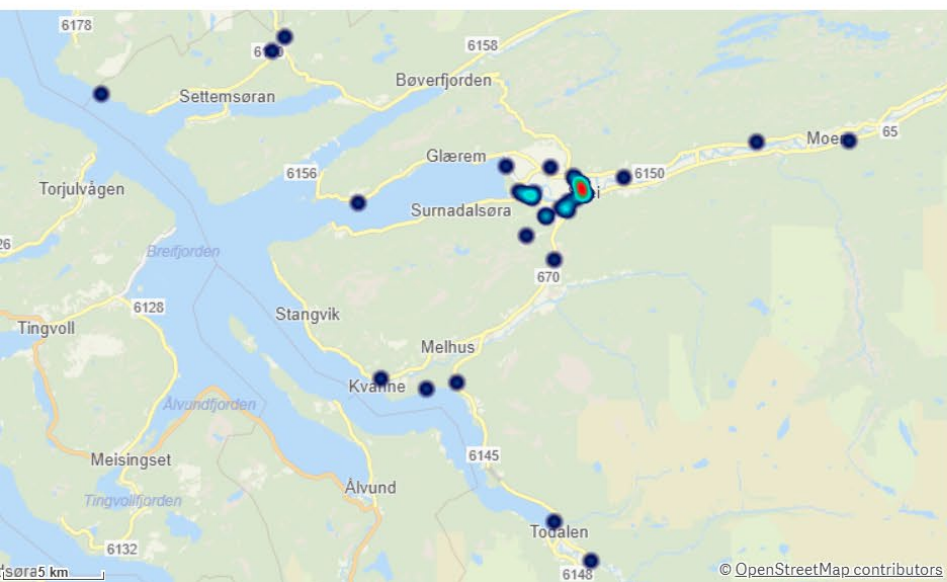 6178
6158
Bøverfjorden
Settemsøran
65
Glærem
6156
6150
Torjulvågen
Surnadalsøra
Breifjorden
670
6128
Stangvik
Tingvoll
Melhus
Kvanne
Ålvundfjorden
6145
Meisingset
Ålvund
Tingvollfjorden
Todalen
6132
5 km
6148
© OpenStreetMap contributors